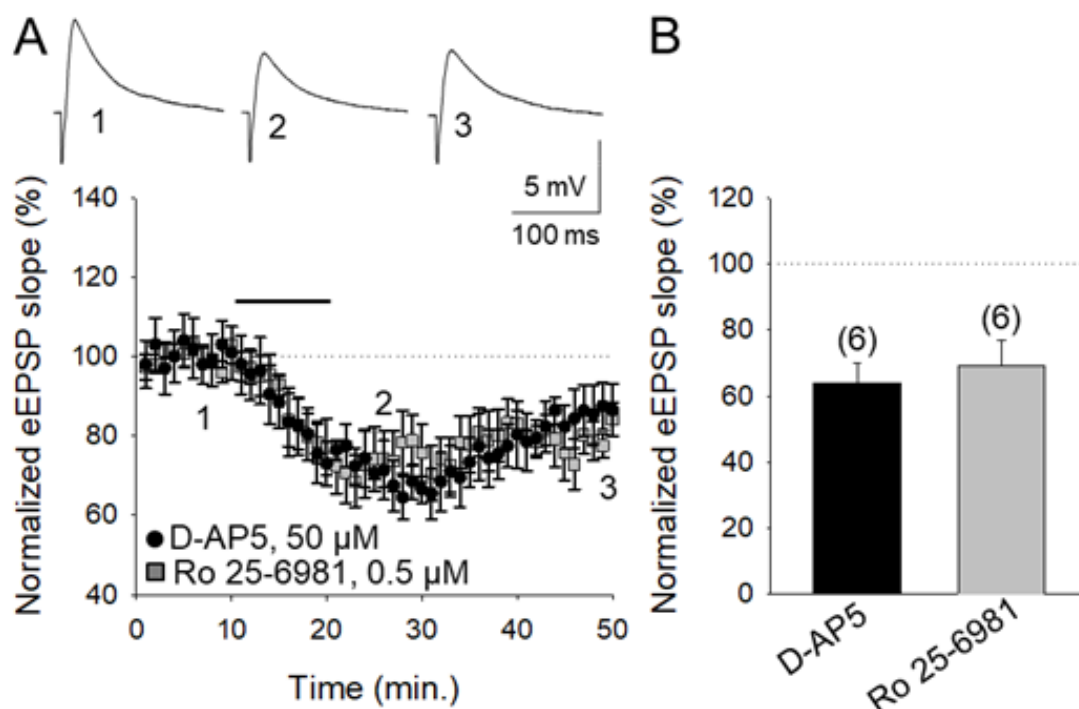 A
1
2
3
5 mV
100 ms
Normalized eEPSP slope (%)
140
120
100
80
60
40
1
2
3
D-AP5, 50 µM
Ro 25-6981, 0.5 µM
0
10
20
30
40
50
Time (min.)
B
Normalized eEPSP slope (%)
120
100
80
60
40
20
0
(6)
(6)
D-AP5
Ro 25-6981